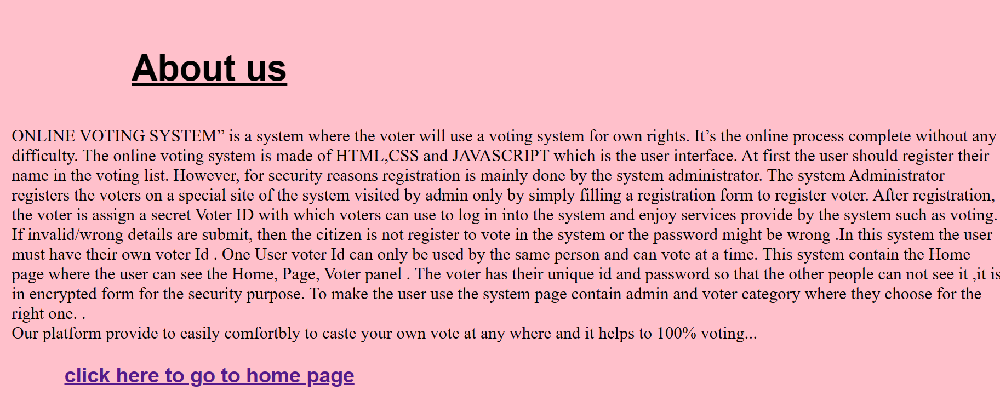 About us
ONLINE VOTING SYSTEM” is a system where the voter will use a voting system for own rights. It’s the online process complete without any
difficulty. The online voting system is made of HTML,CSS and JAVASCRIPT which is the user interface. At first the user should register their
name in the voting list. However, for security reasons registration is mainly done by the system administrator. The system Administrator
registers the voters on a special site of the system visited by admin only by simply filling a registration form to register voter. After registration,
the voter is assign a secret Voter ID with which voters can use to log in into the system and enjoy services provide by the system such as voting.
If invalid/wrong details are submit, then the citizen is not register to vote in the system or the password might be wrong .In this system the user
must have their own voter Id . One User voter Id can only be used by the same person and can vote at a time. This system contain the Home
page where the user can see the Home, Page, Voter panel . The voter has their unique id and password so that the other people can not see it ,it is
in encrypted form for the security purpose. To make the user use the system page contain admin and voter category where they choose for the
right one. .
Our platform provide to easily comfortbly to caste your own vote at any where and it helps to 100% voting...
click here to go to home page